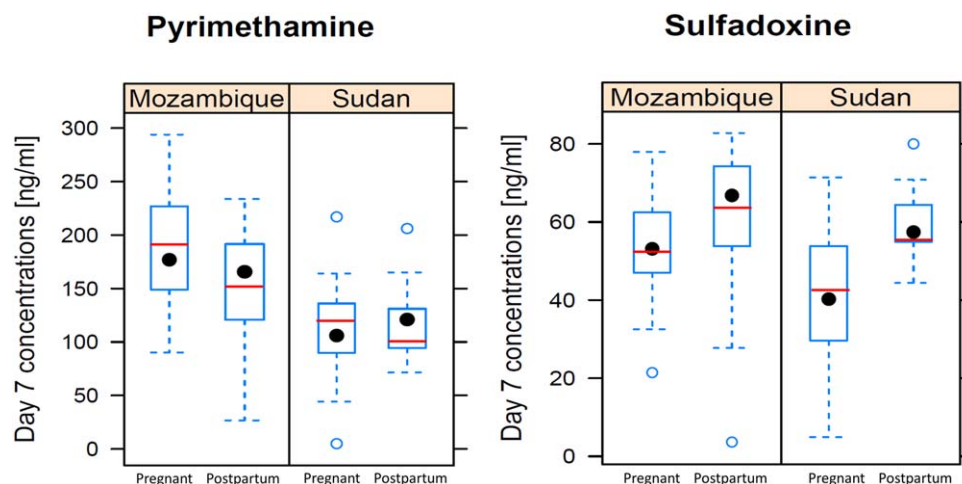 Pyrimethamine
Sulfadoxine
Mozambique
Sudan
Day 7 concentrations [ng/ml]
300
250
200
150
100
50
0
Pregnant
Postpartum
Pregnant
Postpartum
Mozambique
Sudan
Day 7 concentrations [ng/ml]
80
60
40
20
0
Pregnant
Postpartum
Pregnant
Postpartum